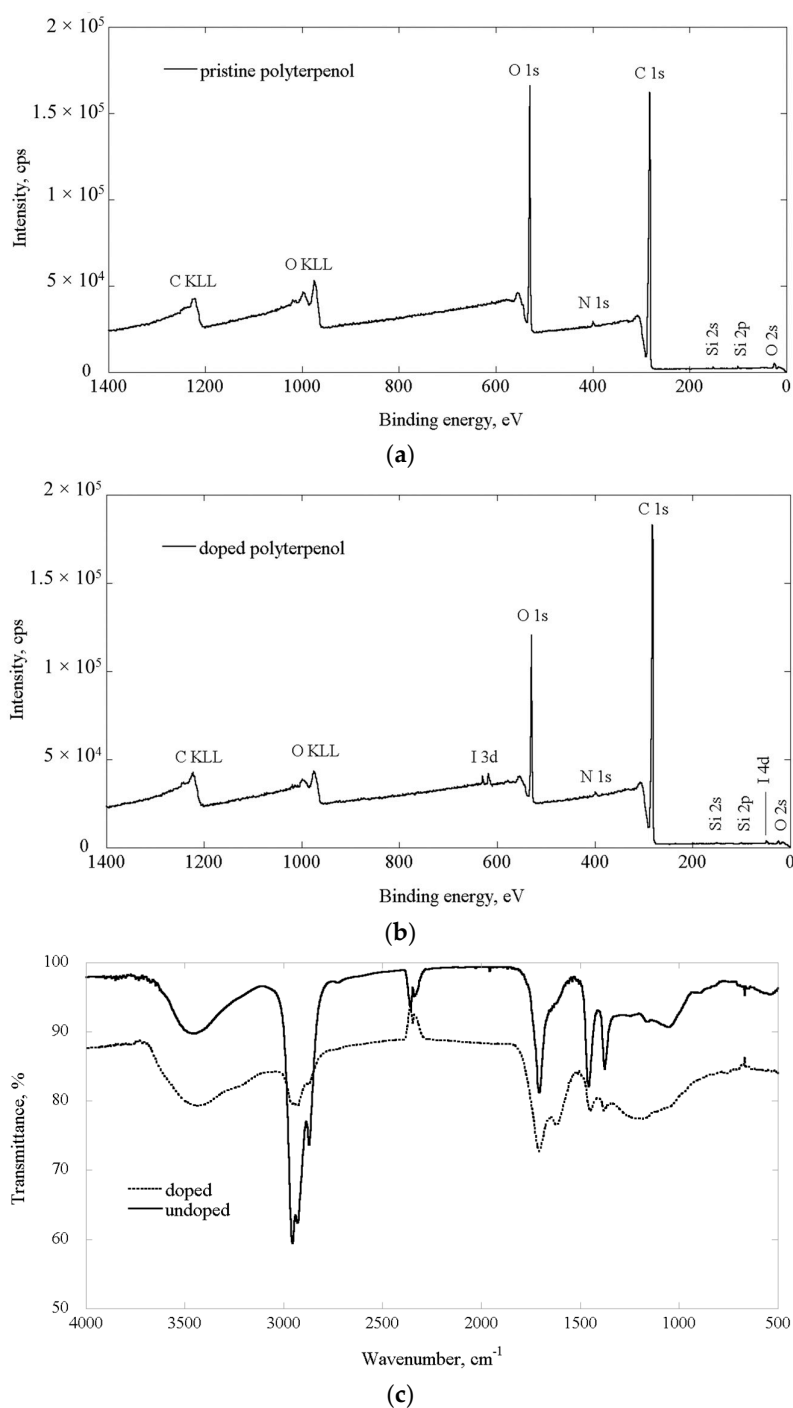 2 × 10⁵
pristine polyterpenol
O 1s
C 1s
1.5 × 10⁵
Intensity, cps
1 × 10⁵
C KLL
O KLL
5 × 10⁴
N 1s
Si 2s
Si 2p
O 2s
0
1400
1200
1000
800
600
400
200
0
Binding energy, eV
(a)
2 × 10⁵
C 1s
doped polyterpenol
1.5 × 10⁵
O 1s
Intensity, cps
1 × 10⁵
C KLL
O KLL
I 3d
5 × 10⁴
N 1s
Si 2s
Si 2p
I 4d
O 2s
0
1400
1200
1000
800
600
400
200
0
Binding energy, eV
(b)
100
90
80
70
60
50
Transmittance, %
doped
undoped
4000
3500
3000
2500
2000
1500
1000
500
Wavenumber, cm⁻¹
(c)